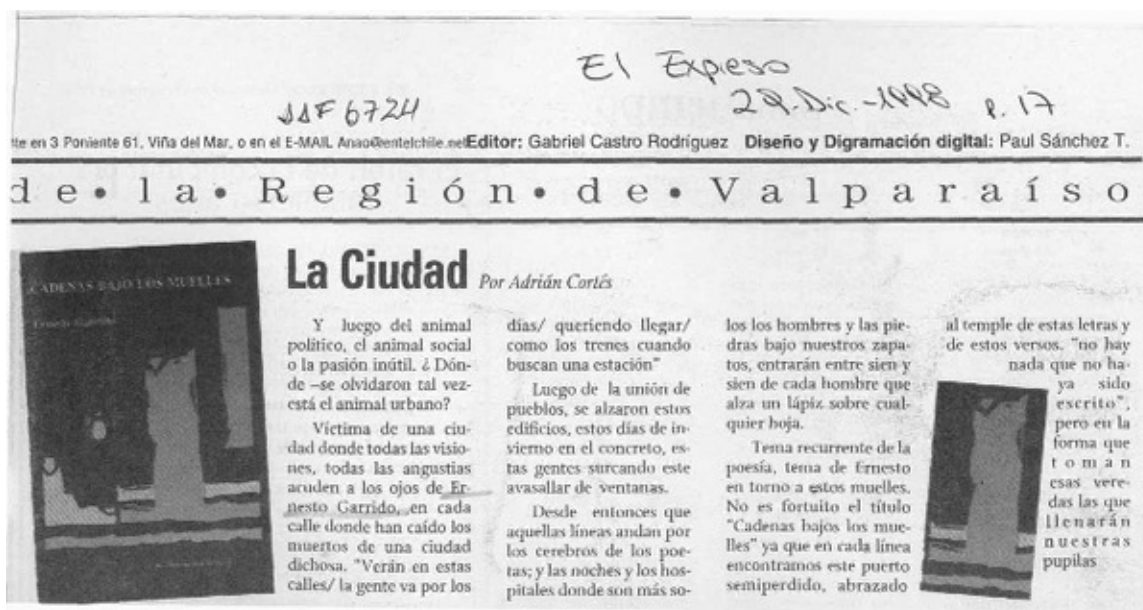 El Expreso
29.Dic.-1998 p.17
AAF 6724
te en 3 Poniente 61, Viña del Mar, o en el E-MAIL Anao@entelchile.net Editor: Gabriel Castro Rodríguez Diseño y Digramación digital: Paul Sánchez T.
de • la • Región • de • Valparaíso
CADENAS BAJO LOS MUELLES
Ernesto Garrido
La Ciudad Por Adrián Cortés
Y luego del animal
político, el animal social
o la pasión inútil. ¿ Dón-
de –se olvidaron tal vez-
está el animal urbano?
Víctima de una ciu-
dad donde todas las visio-
nes, todas las angustias
acuden a los ojos de Er-
nesto Garrido, en cada
calle donde han caído los
muertos de una ciudad
dichosa. "Verán en estas
calles/ la gente va por los
días/ queriendo llegar/
como los trenes cuando
buscan una estación"
Luego de la unión de
pueblos, se alzaron estos
edificios, estos días de in-
vierno en el concreto, es-
tas gentes surcando este
avasallar de ventanas.
Desde entonces que
aquellas líneas andan por
los cerebros de los poe-
tas; y las noches y los hos-
pitales donde son más so-
los los hombres y las pie-
dras bajo nuestros zapa-
tos, entrarán entre sien y
sien de cada hombre que
alza un lápiz sobre cual-
quier hoja.
Tema recurrente de la
poesía, tema de Ernesto
en torno a estos muelles.
No es fortuito el título
"Cadenas bajos los mue-
lles" ya que en cada línea
encontramos este puerto
semiperdido, abrazado
al temple de estas letras y
de estos versos. "no hay
nada que no ha-
ya sido
escrito",
pero en la
forma que
toman
esas vere-
das las que
llenarán
nuestras
pupilas